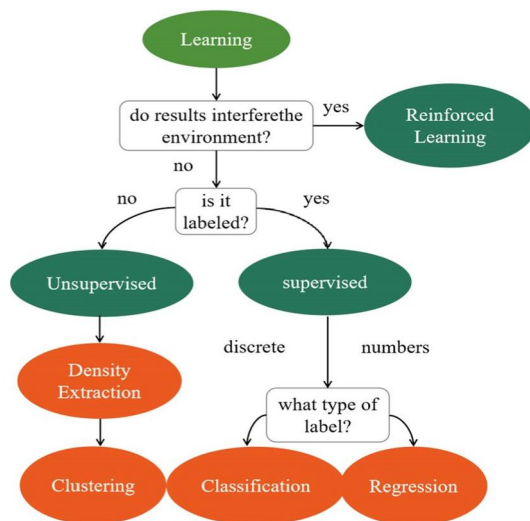 Learning
do results interferethe
environment?
yes
Reinforced
Learning
no
no
is it
labeled?
yes
Unsupervised
supervised
Density
Extraction
discrete
numbers
what type of
label?
Clustering
Classification
Regression